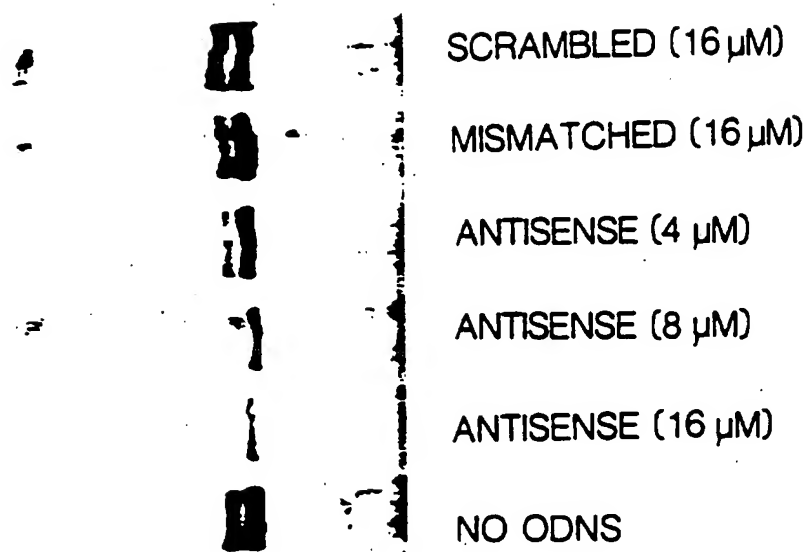 SCRAMBLED (16 µM)
MISMATCHED (16 µM)
ANTISENSE (4 µM)
ANTISENSE (8 µM)
ANTISENSE (16 µM)
NO ODNS